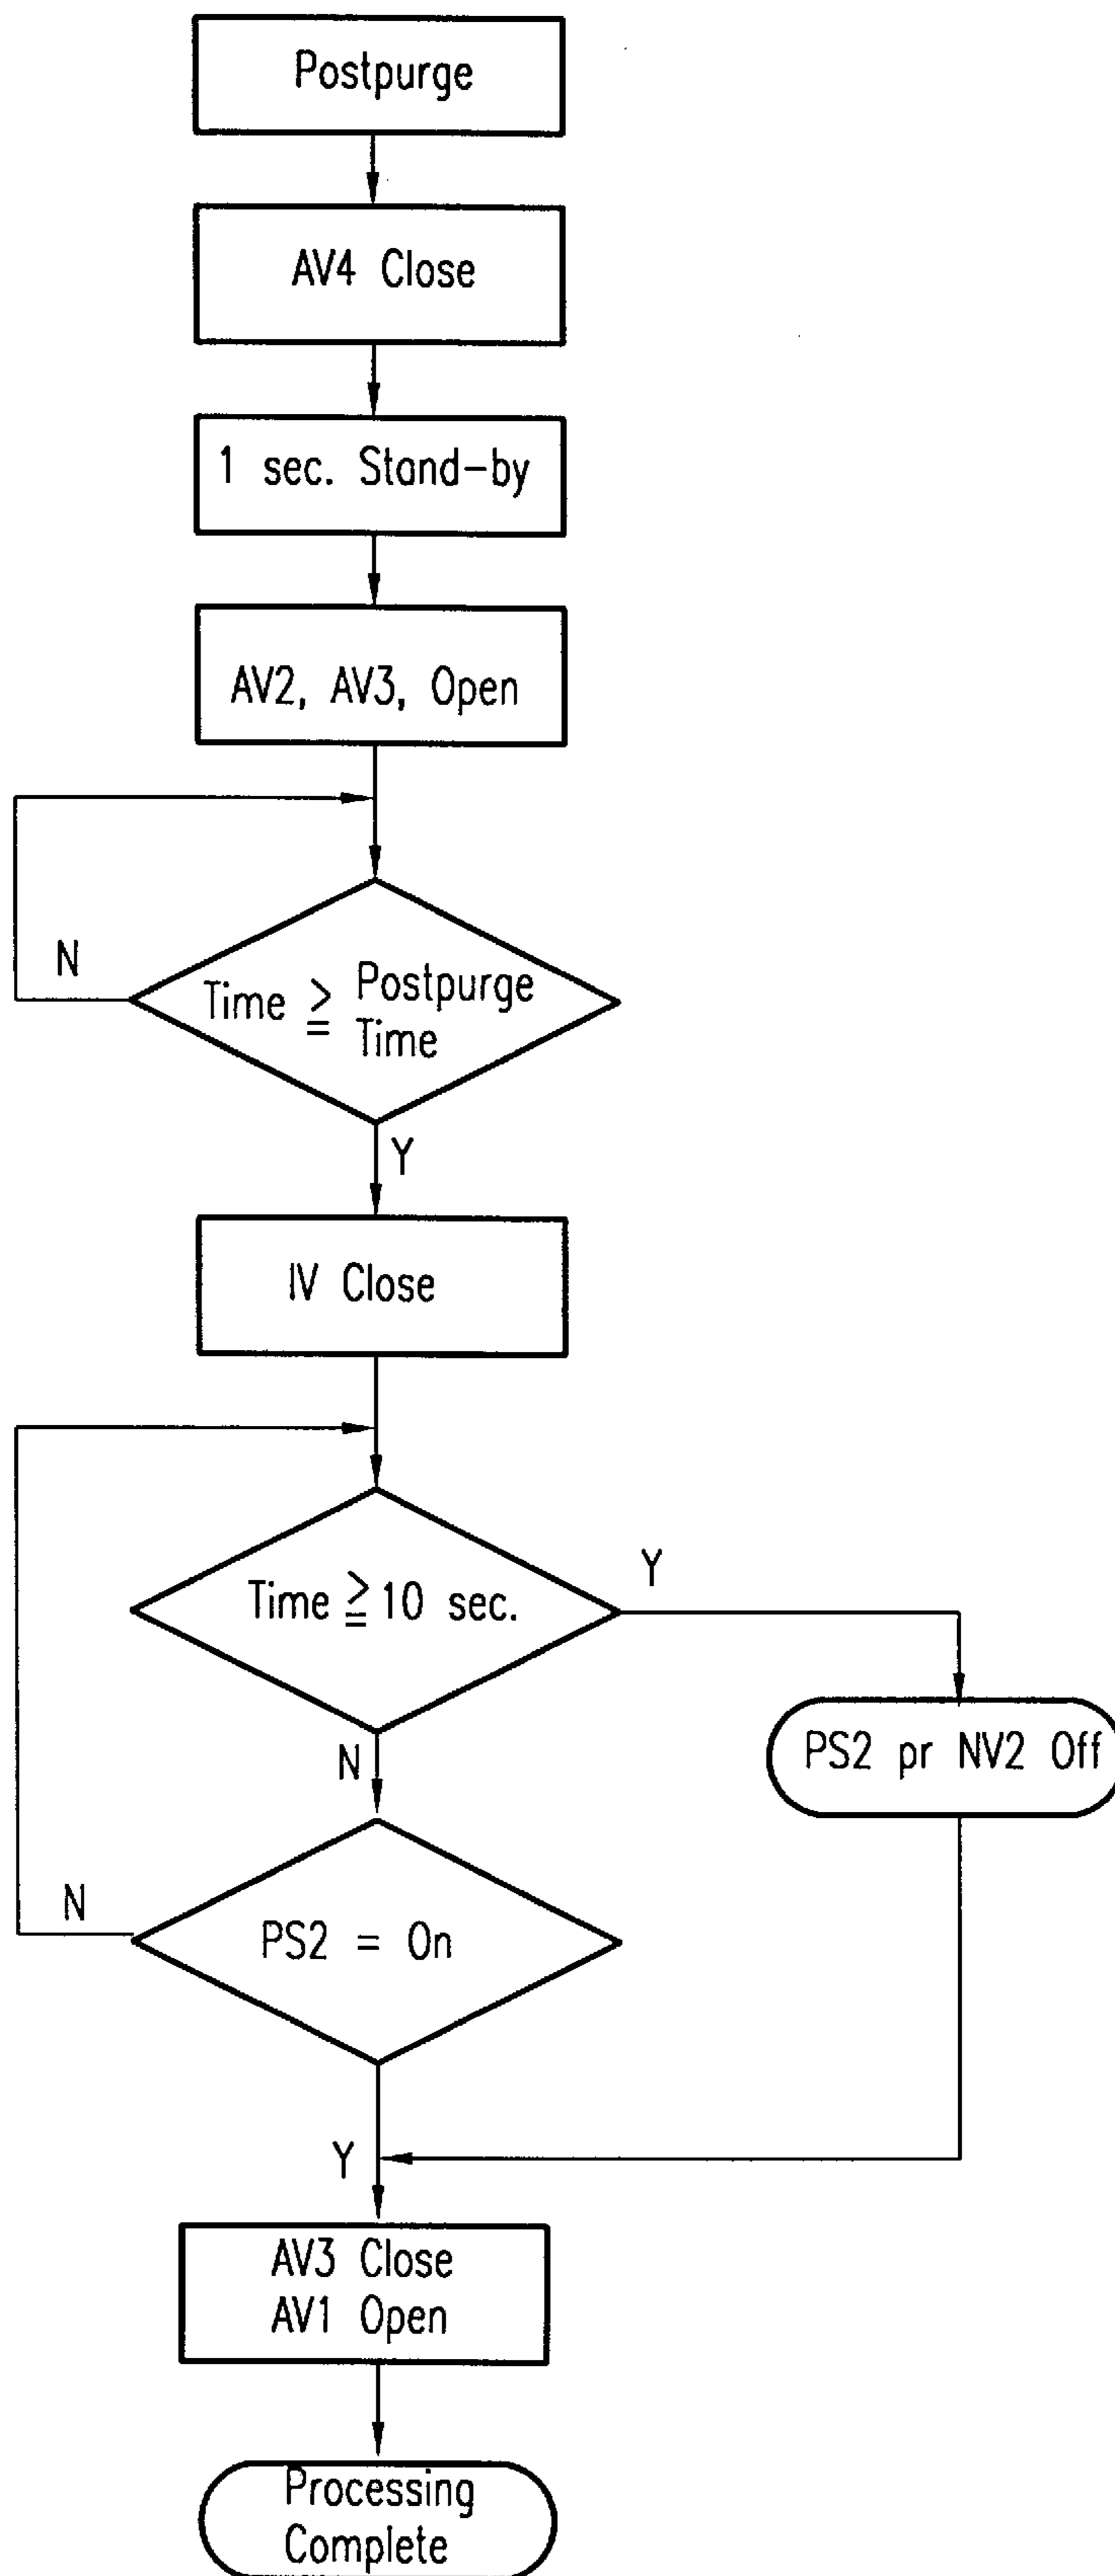 Postpurge
AV4 Close
1 sec. Stand-by
AV2, AV3, Open
N
Time ≧ Postpurge
Time
Y
IV Close
Time ≧ 10 sec.
Y
N
PS2 pr NV2 Off
N
PS2 = On
Y
AV3 Close
AV1 Open
Processing
Complete